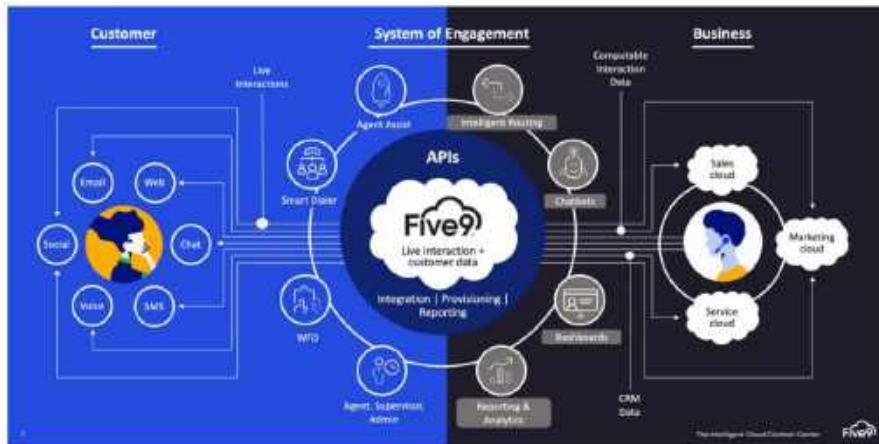 Customer
System of Engagement
Business
Live
Interactions
Computable
Interaction
Data
Agent Assist
Intelligent Routing
APIs
Sales
cloud
Email
Web
Smart Dialer
Chatbots
Five9
Social
Chat
Live interaction +
customer data
Marketing
cloud
Integration | Provisioning |
Reporting
Voice
SMS
WFO
Dashboards
Service
cloud
Agent, Supervisor,
Admin
Reporting &
Analytics
CRM
Data
The Intelligent Cloud Contact Center
Five9